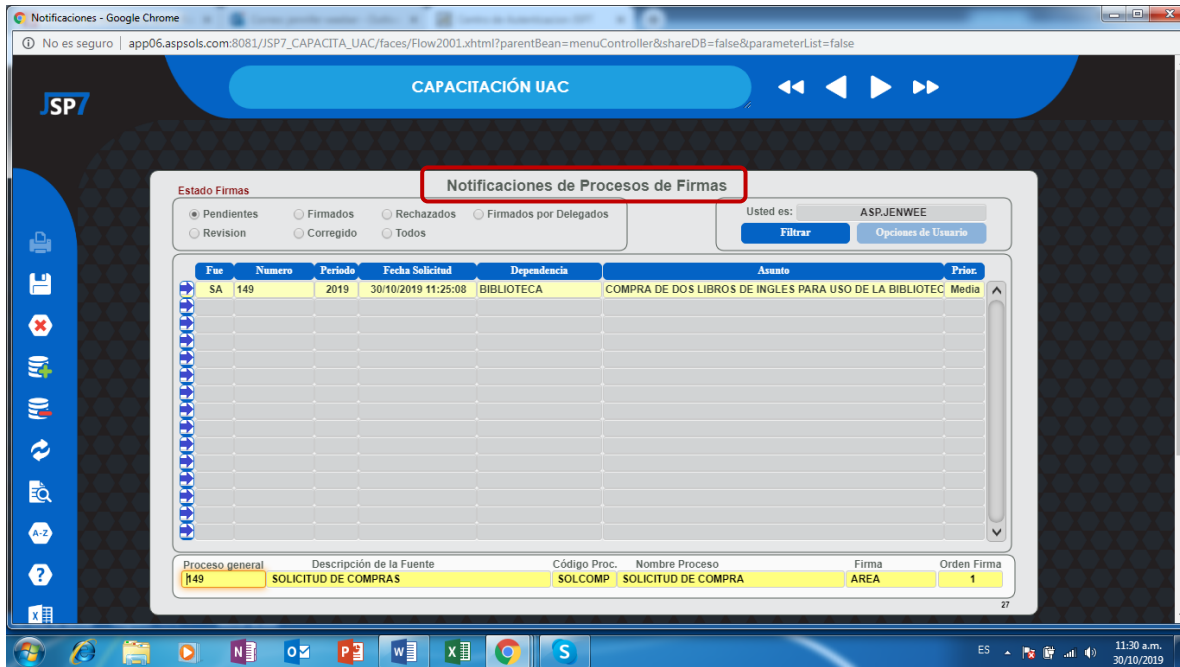 Notificaciones - Google Chrome
No es seguro | app06.aspsols.com:8081/JSP7_CAPACITA_UAC/faces/Flow2001.xhtml?parentBean=menuController&shareDB=false&parameterList=false
JSP7
CAPACITACIÓN UAC
Notificaciones de Procesos de Firmas
Estado Firmas
Pendientes Firmados Rechazados Firmados por Delegados
Revision Corregido Todos
Usted es: ASP.JENWEE
Filtrar Opciones de Usuario
Fue Numero Periodo Fecha Solicitud Dependencia Asunto Prior.
SA 149 2019 30/10/2019 11:25:08 BIBLIOTECA COMPRA DE DOS LIBROS DE INGLES PARA USO DE LA BIBLIOTEC Media
Proceso general Descripción de la Fuente Código Proc. Nombre Proceso Firma Orden Firma
149 SOLICITUD DE COMPRAS SOLCOMP SOLICITUD DE COMPRA AREA 1
27
A-Z
?
ES 11:30 a.m.
30/10/2019